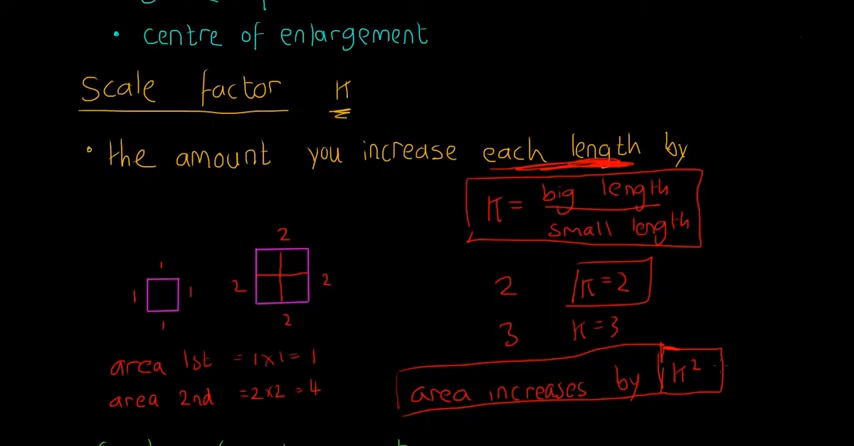 • centre of enlargement
Scale factor K
• the amount you increase each length by
K = big length
small length
2
1
1 1 2 2
1 2
2 K = 2
3 K = 3
area 1st = 1 × 1 = 1
area 2nd = 2 × 2 = 4
area increases by K²